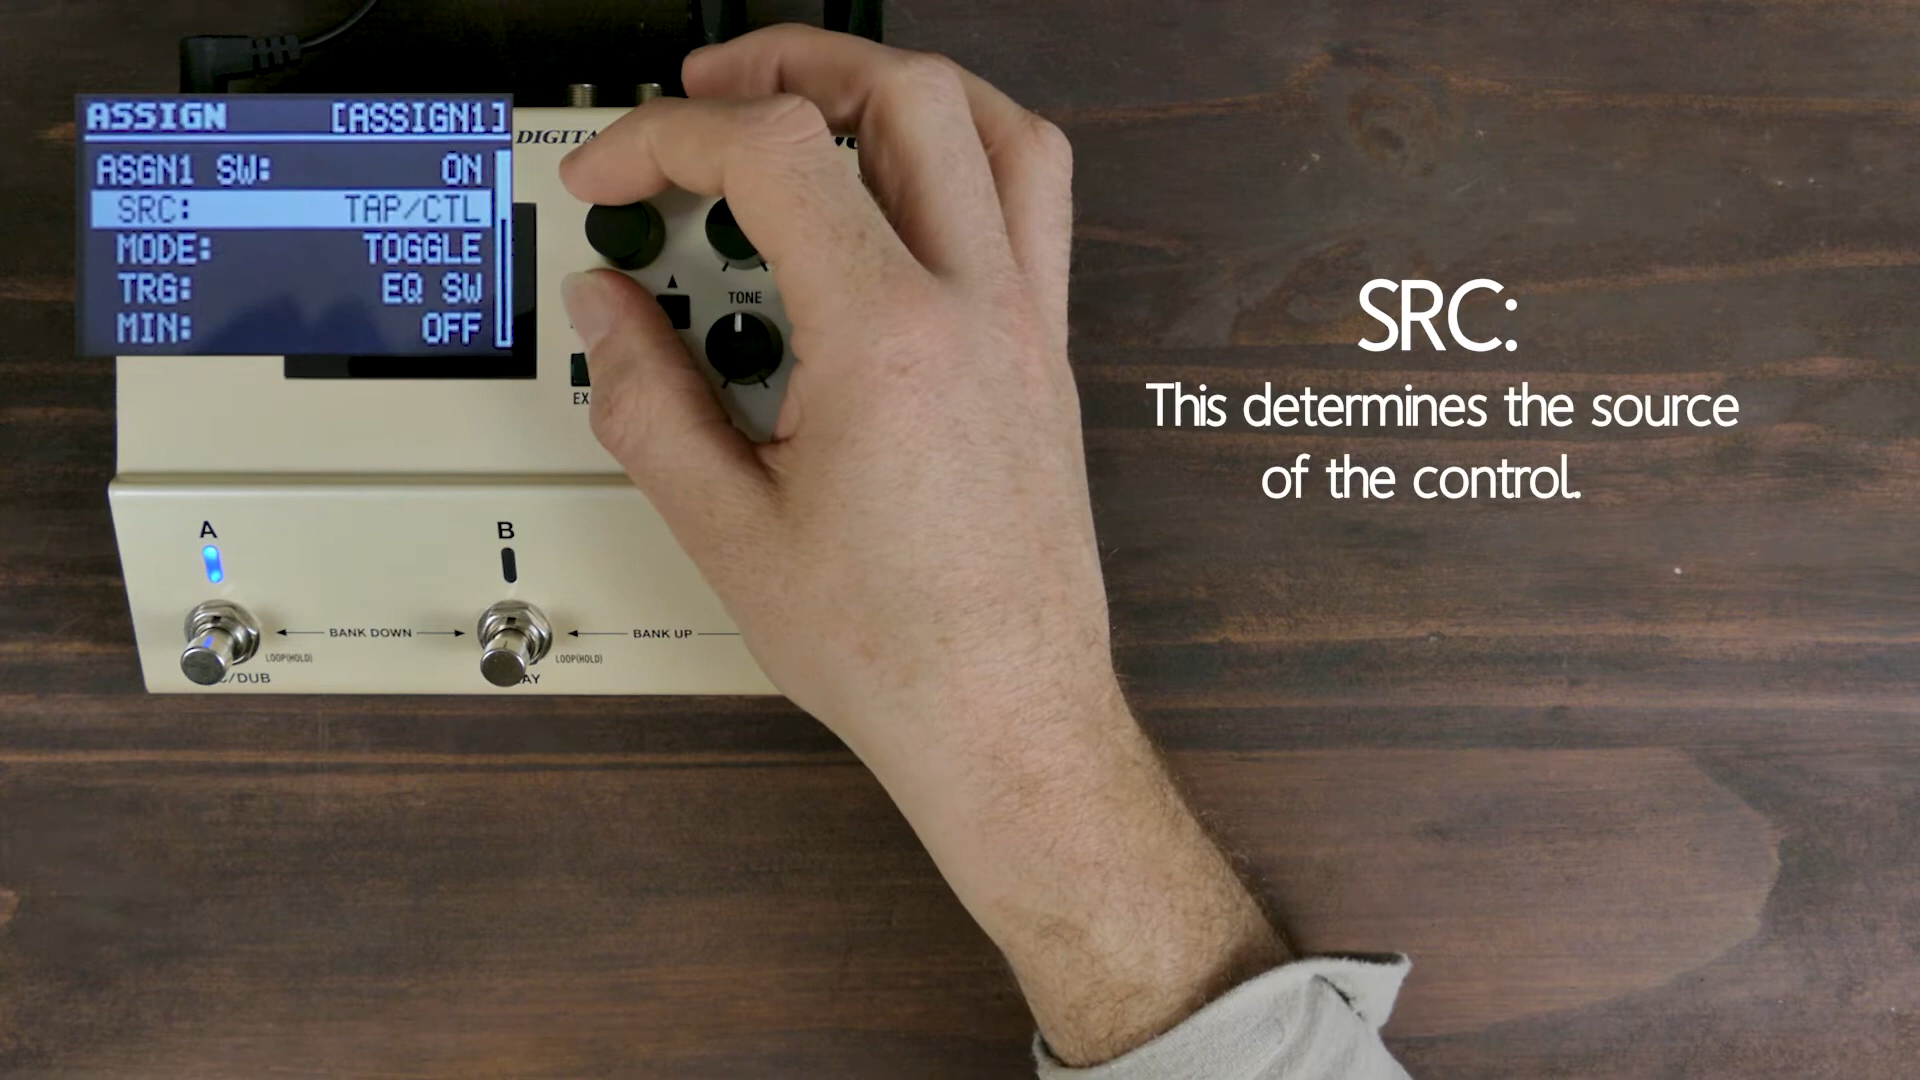 ASSIGN [ASSIGN1]
ASGN1 SW: ON
SRC: TAP/CTL
MODE: TOGGLE
TRG: EQ SW
MIN: OFF
TONE
SRC:
This determines the source
of the control.
A B
BANK DOWN BANK UP
LOOP(HOLD) LOOP(HOLD)